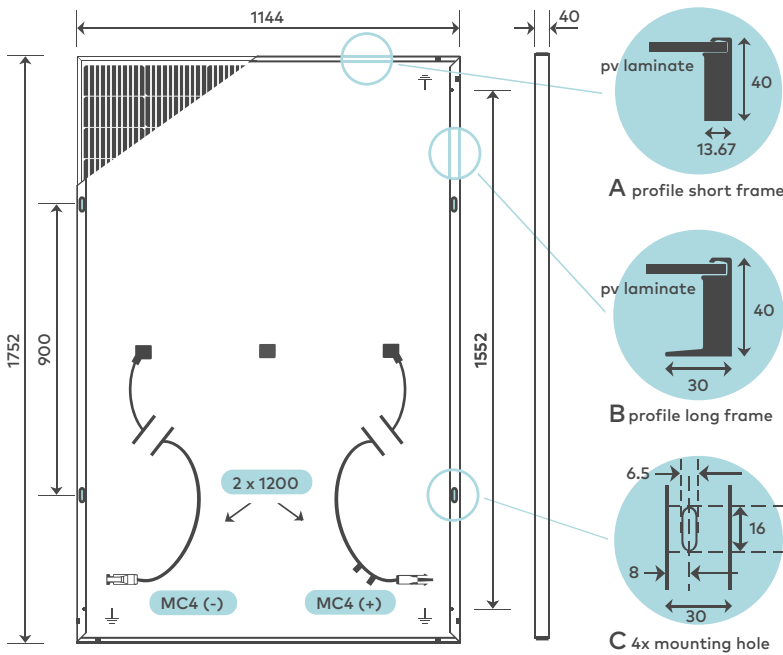 1144
40
pv laminate
40
13.67
A profile short frame
1752
900
1552
pv laminate
40
30
B profile long frame
2 x 1200
MC4 (-)
MC4 (+)
6.5
16
8
30
C 4x mounting hole